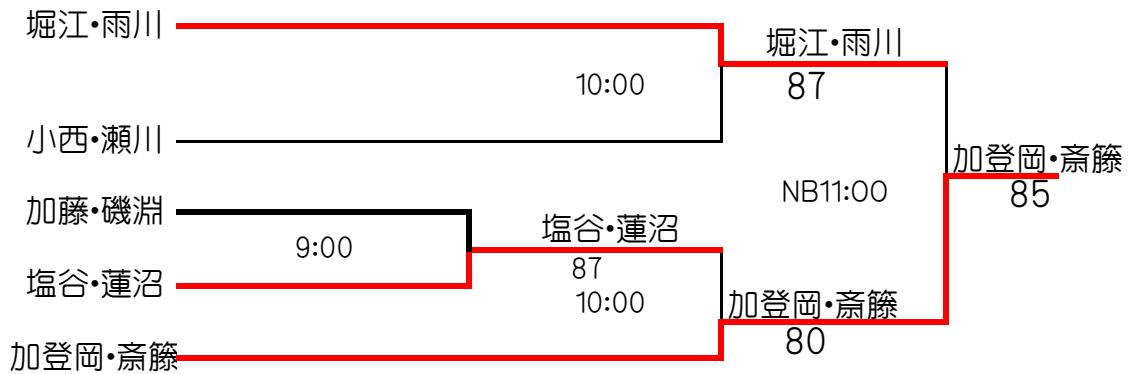 堀江・雨川
堀江・雨川
10:00
87
小西・瀬川
加登岡・斎籐
NB11:00
85
加藤・磯淵
塩谷・蓮沼
9:00
87
塩谷・蓮沼
10:00
加登岡・斎籐
80
加登岡・斎籐